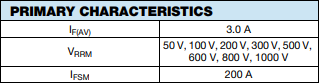 PRIMARY CHARACTERISTICS
IF(AV) 3.0 A
VRRM 50 V, 100 V, 200 V, 300 V, 500 V,
600 V, 800 V, 1000 V
IFSM 200 A